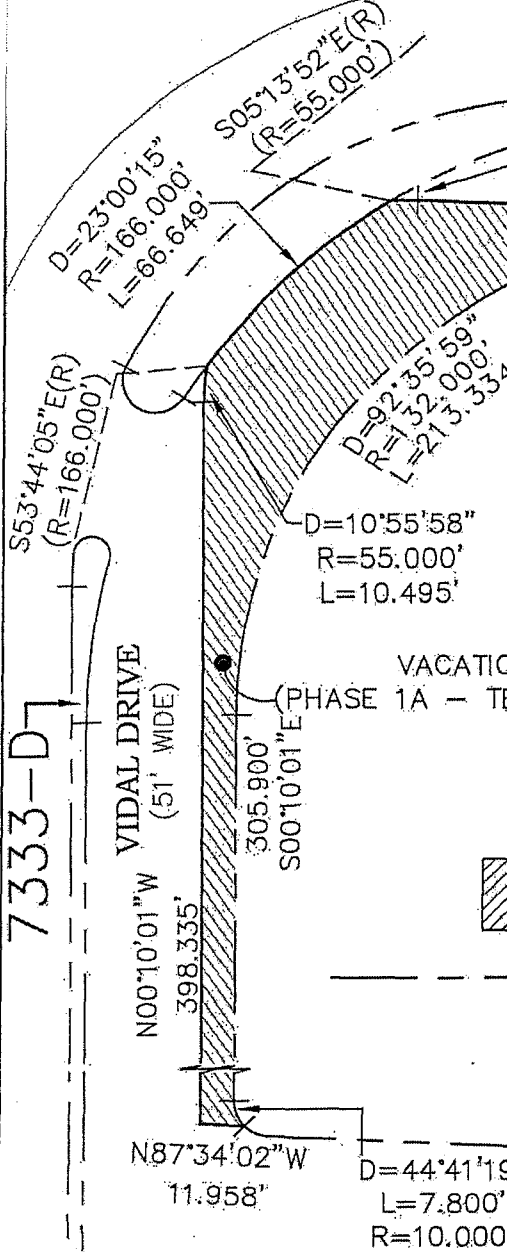 S05°13'52"E(R)
(R=55.000')
D=23°00'15"
R=166.000'
L=66.649'
S53°44'05"E(R)
(R=166.000')
D=92°35'59"
R=132.000'
L=213.334
D=10°55'58"
R=55.000'
L=10.495'
VACATIO
(PHASE 1A - TE
7333-D
VIDAL DRIVE
(51' WIDE)
305.900'
S00°10'01"E
N00°10'01"W
398.335'
N87°34'02"W
11.958'
D=44°41'19
L=7.800'
R=10.000